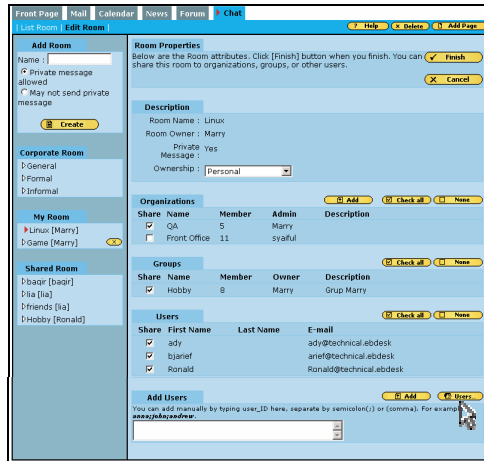 Front Page Mail Calendar News Forum Chat
List Room | Edit Room | Help Delete Add Page
Add Room
Name :
Private message allowed
May not send private message
Create
Corporate Room
General
Formal
Informal
My Room
Linux [Marry]
Game [Marry]
Shared Room
baqir [baqir]
lia [lia]
friends [lia]
Hobby [Ronald]
Room Properties
Below are the Room attributes. Click [Finish] button when you finish. You can
share this room to organizations, groups, or other users.
Finish
Cancel
Description
Room Name : Linux
Room Owner : Marry
Private Message : Yes
Ownership : Personal
Organizations Add Check all None
Share Name Member Admin Description
QA 5 Marry
Front Office 11 syaiful
Groups Check all None
Share Name Member Owner Description
Hobby 8 Marry Grup Marry
Users Check all None
Share First Name Last Name E-mail
ady ady@technical.ebdesk
bjarief arief@technical.ebdesk
Ronald Ronald@technical.ebdesk
Add Users Add Users..
You can add manually by typing user_ID here, separate by semicolon(;) or (comma). For example
anna;john;andrew.